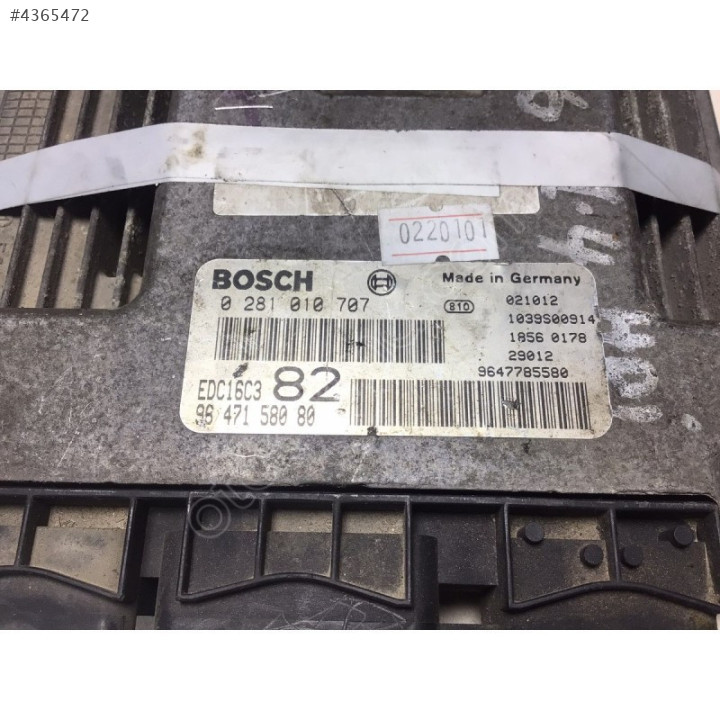 #4365472
0220101
BOSCH
Made in Germany
0 281 010 707
810
021012
1039S00914
1856 0178
29012
EDC16C3 82
9647785580
96 471 580 80